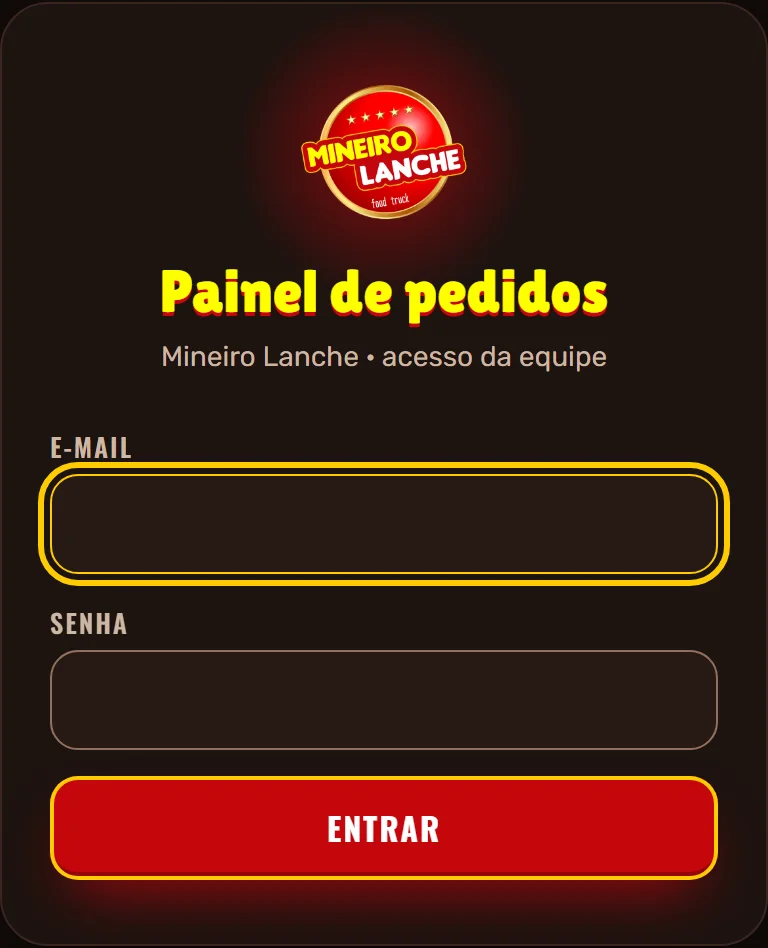 MINEIRO
LANCHE
food truck
Painel de pedidos
Mineiro Lanche • acesso da equipe
E-MAIL
SENHA
ENTRAR